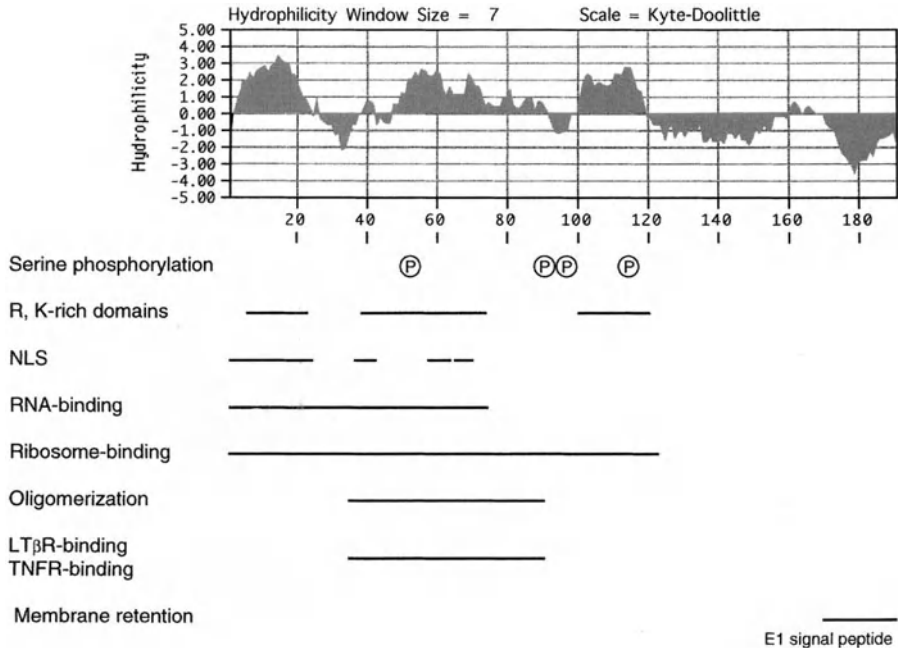 Hydrophilicity Window Size = 7 Scale = Kyte-Doolittle
Hydrophilicity
5.00
4.00
3.00
2.00
1.00
0.00
-1.00
-2.00
-3.00
-4.00
-5.00
20 40 60 80 100 120 140 160 180
Serine phosphorylation P P P P
R, K-rich domains
NLS
RNA-binding
Ribosome-binding
Oligomerization
LTβR-binding
TNFR-binding
Membrane retention
E1 signal peptide